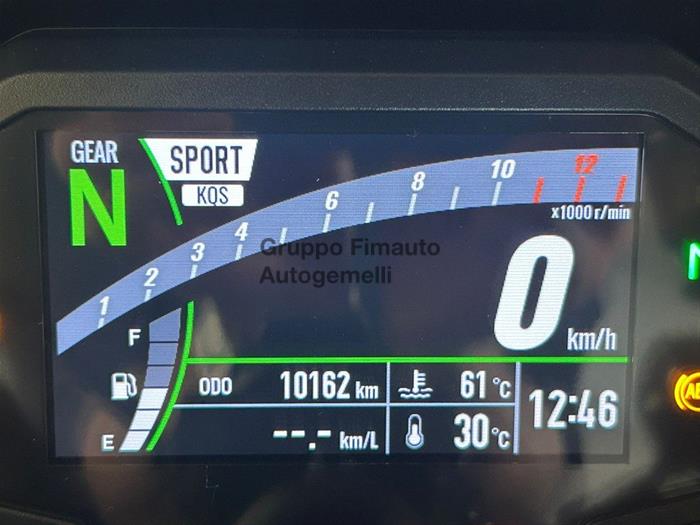 GEAR
N
SPORT
KQS
1 2 3 4 6 8 10 12
x1000 r/min
Gruppo Fimauto
Autogemelli
0 km/h
F
E
ODO 10162 km
61 °C
--.- km/L
30 °C
12:46
N